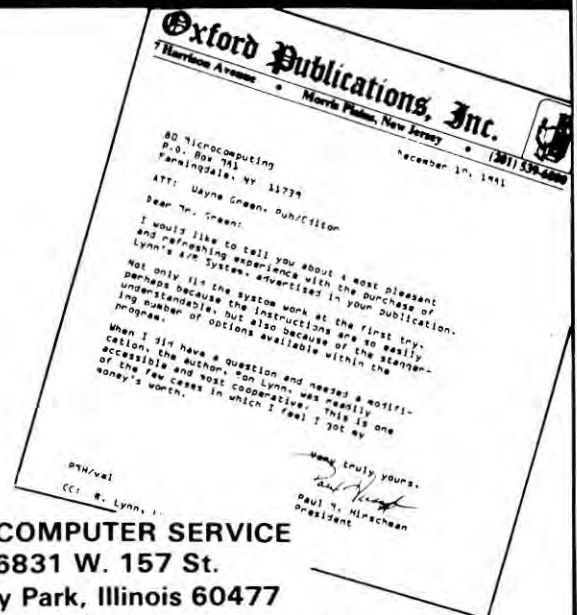 Oxford Publications, Inc.
7 Harrison Avenue • Morris Plains, New Jersey • (201) 539-6000
80 Microcomputing
P.O. Box 941
Farmingdale, NY 11739
ATT: Wayne Green, Pub/Editor
Dear Mr. Green:
I would like to tell you about a most pleasant
and refreshing experience with the purchase of
Lynn's A/R System, advertised in your publication.
Not only did the system work at the first try,
perhaps because the instructions are so easily
understandable, but also because of the stagger-
ing number of options available within the
program.
When I did have a question and needed a modifi-
cation, the author, Ron Lynn, was readily
accessible and most cooperative. This is one
of the few cases in which I feel I got my
money's worth.
Very truly yours,
Paul H. Hirschman
President
PHH/val
CC: R. Lynn,
COMPUTER SERVICE
6831 W. 157 St.
y Park, Illinois 60477